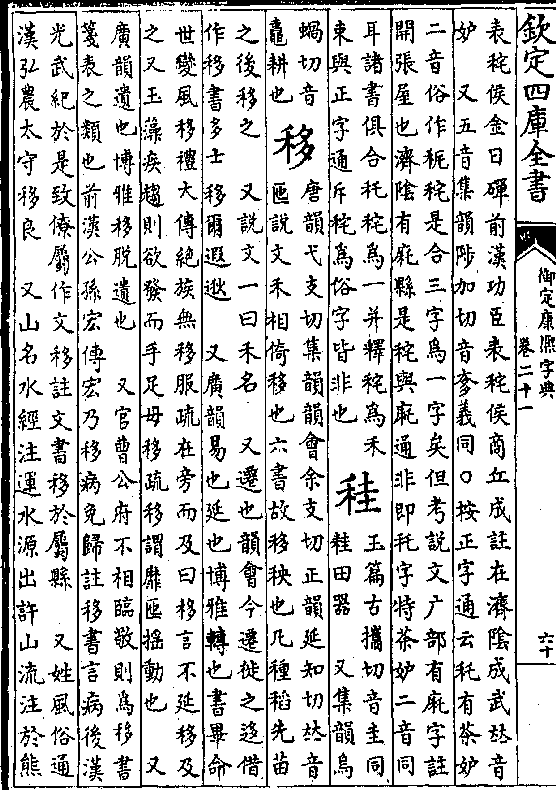 欽定四庫全書
御定康熙字典
卷二十一
六十
表秺侯金日磾前漢功臣表秺侯商丘成註在濟陰成武𠀤音
妒　又五音集韻陟加切音奓義同〇按正字通云秅有茶妒
二音俗作秜秺是合三字爲一字矣但考說文广部有庛字註
開張屋也濟陰有庛縣是秺與庛通非即秅字特茶妒二音同
耳諸書俱合秅秺爲一并釋秺爲禾
束與正字通斥秺爲俗字皆非也
䅅
玉篇古攜切音圭同
䅅田器　又集韻烏
蝸切音
鼃耕也
移
唐韻弋支切集韻韻會余支切正韻延知切𠀤音
匜說文禾相倚移也六書故移秧也凡種稻先苗
之後移之　又說文一曰禾名　又遷也韻會今遷徙之迻借
作移書多士移爾遐逖　又廣韻易也延也博雅轉也書畢命
世變風移禮大傳絶族無移服疏在旁而及曰移言不延移及
之又玉藻疾趨則欲發而手足毋移疏移謂靡匜搖動也　又
廣韻遺也博雅移脫遺也　又官曹公府不相臨敬則爲移書
箋表之類也前漢公孫宏傳宏乃移病免歸註移書言病後漢
光武紀於是致僚屬作文移註文書移於屬縣　又姓風俗通
漢弘農太守移良　又山名水經注運水源出許山流注於熊